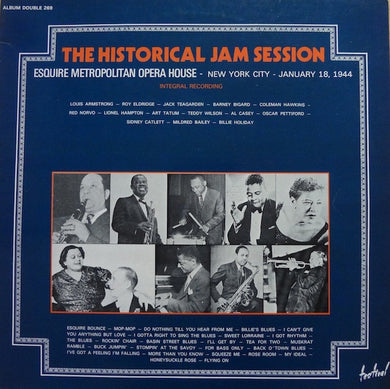 ALBUM DOUBLE 269
THE HISTORICAL JAM SESSION
ESQUIRE METROPOLITAN OPERA HOUSE - NEW YORK CITY - JANUARY 18, 1944
INTEGRAL RECORDING
LOUIS ARMSTRONG – ROY ELDRIDGE – JACK TEAGARDEN – BARNEY BIGARD – COLEMAN HAWKINS –
RED NORVO – LIONEL HAMPTON – ART TATUM – TEDDY WILSON – AL CASEY – OSCAR PETTIFORD –
SIDNEY CATLETT – MILDRED BAILEY – BILLIE HOLIDAY
ESQUIRE BOUNCE – MOP-MOP – DO NOTHING TILL YOU HEAR FROM ME – BILLIE'S BLUES – I CAN'T GIVE
YOU ANYTHING BUT LOVE – I GOTTA RIGHT TO SING THE BLUES – SWEET LORRAINE – I GOT RHYTHM –
THE BLUES – ROCKIN' CHAIR – BASIN STREET BLUES – I'LL GET BY – TEA FOR TWO – MUSKRAT
RAMBLE – BUCK JUMPIN' – STOMPIN' AT THE SAVOY – FOR BASS ONLY – BACK O'TOWN BLUES –
I'VE GOT A FEELING I'M FALLING – MORE THAN YOU KNOW – SQUEEZE ME – ROSE ROOM – MY IDEAL –
HONEYSUCKLE ROSE – FLYING ON